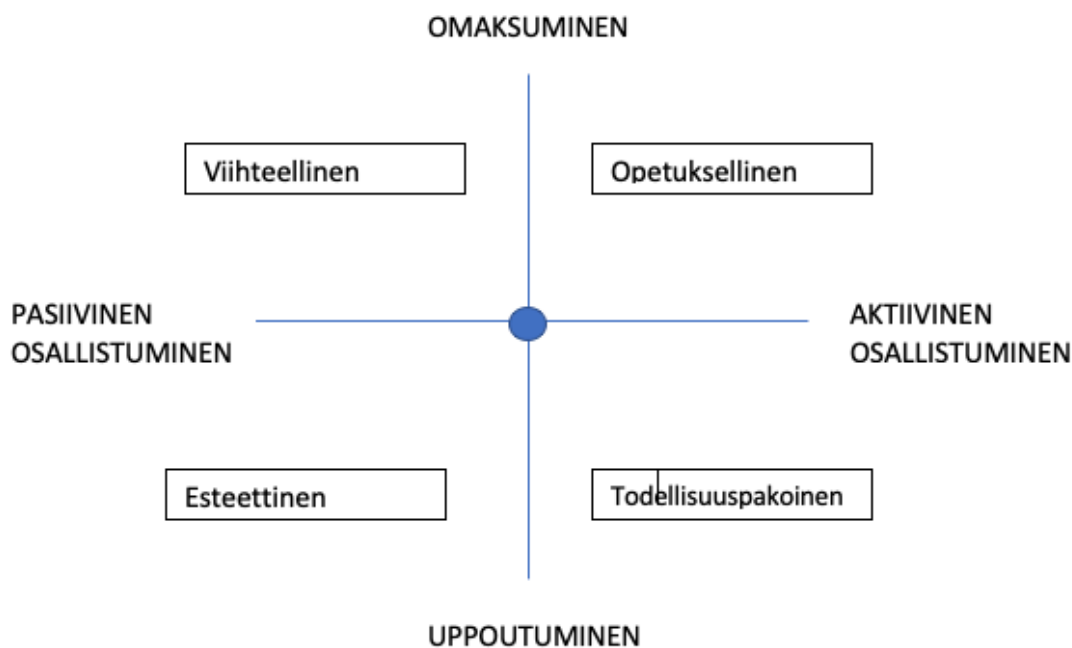 OMAKSUMINEN
Viihteellinen
Opetuksellinen
PASIIVINEN
OSALLISTUMINEN
AKTIIVINEN
OSALLISTUMINEN
Esteettinen
Todellisuuspakoinen
UPPOUTUMINEN